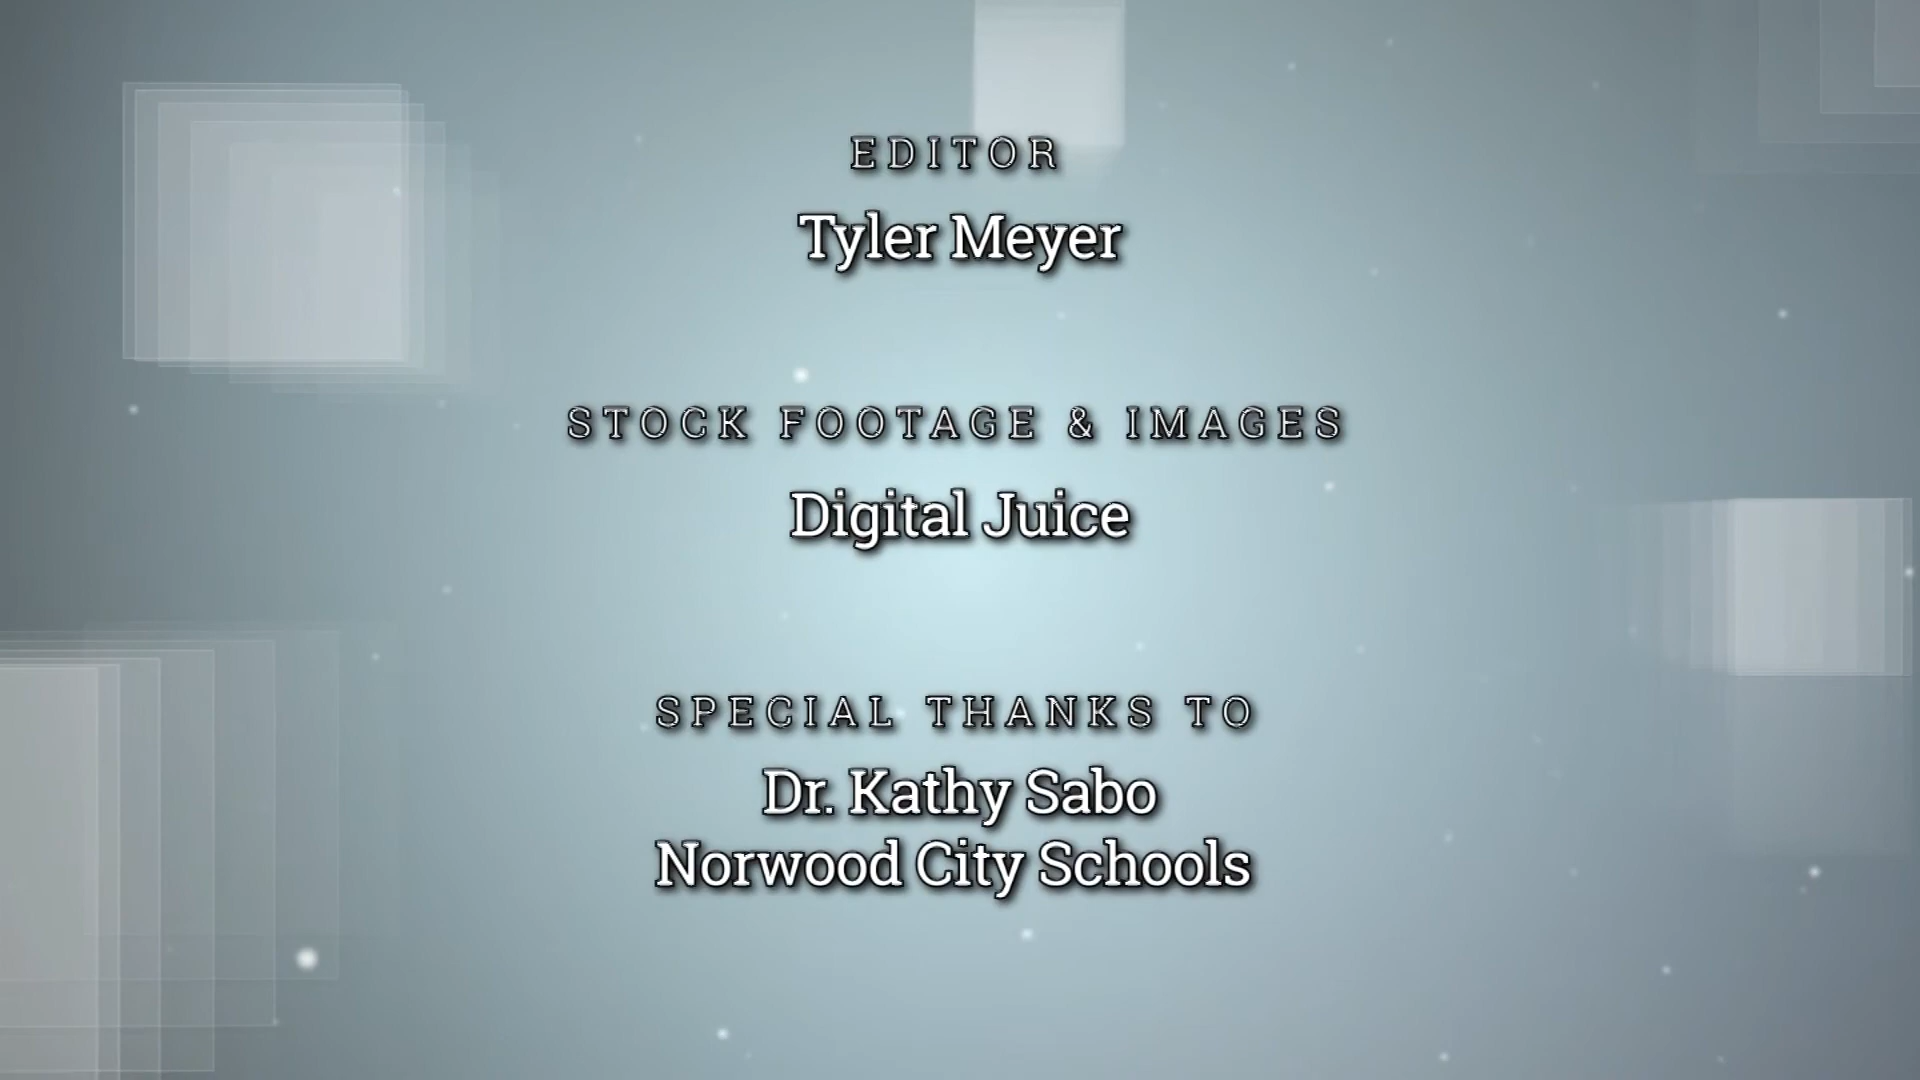 EDITOR
Tyler Meyer
STOCK FOOTAGE & IMAGES
Digital Juice
SPECIAL THANKS TO
Dr. Kathy Sabo
Norwood City Schools